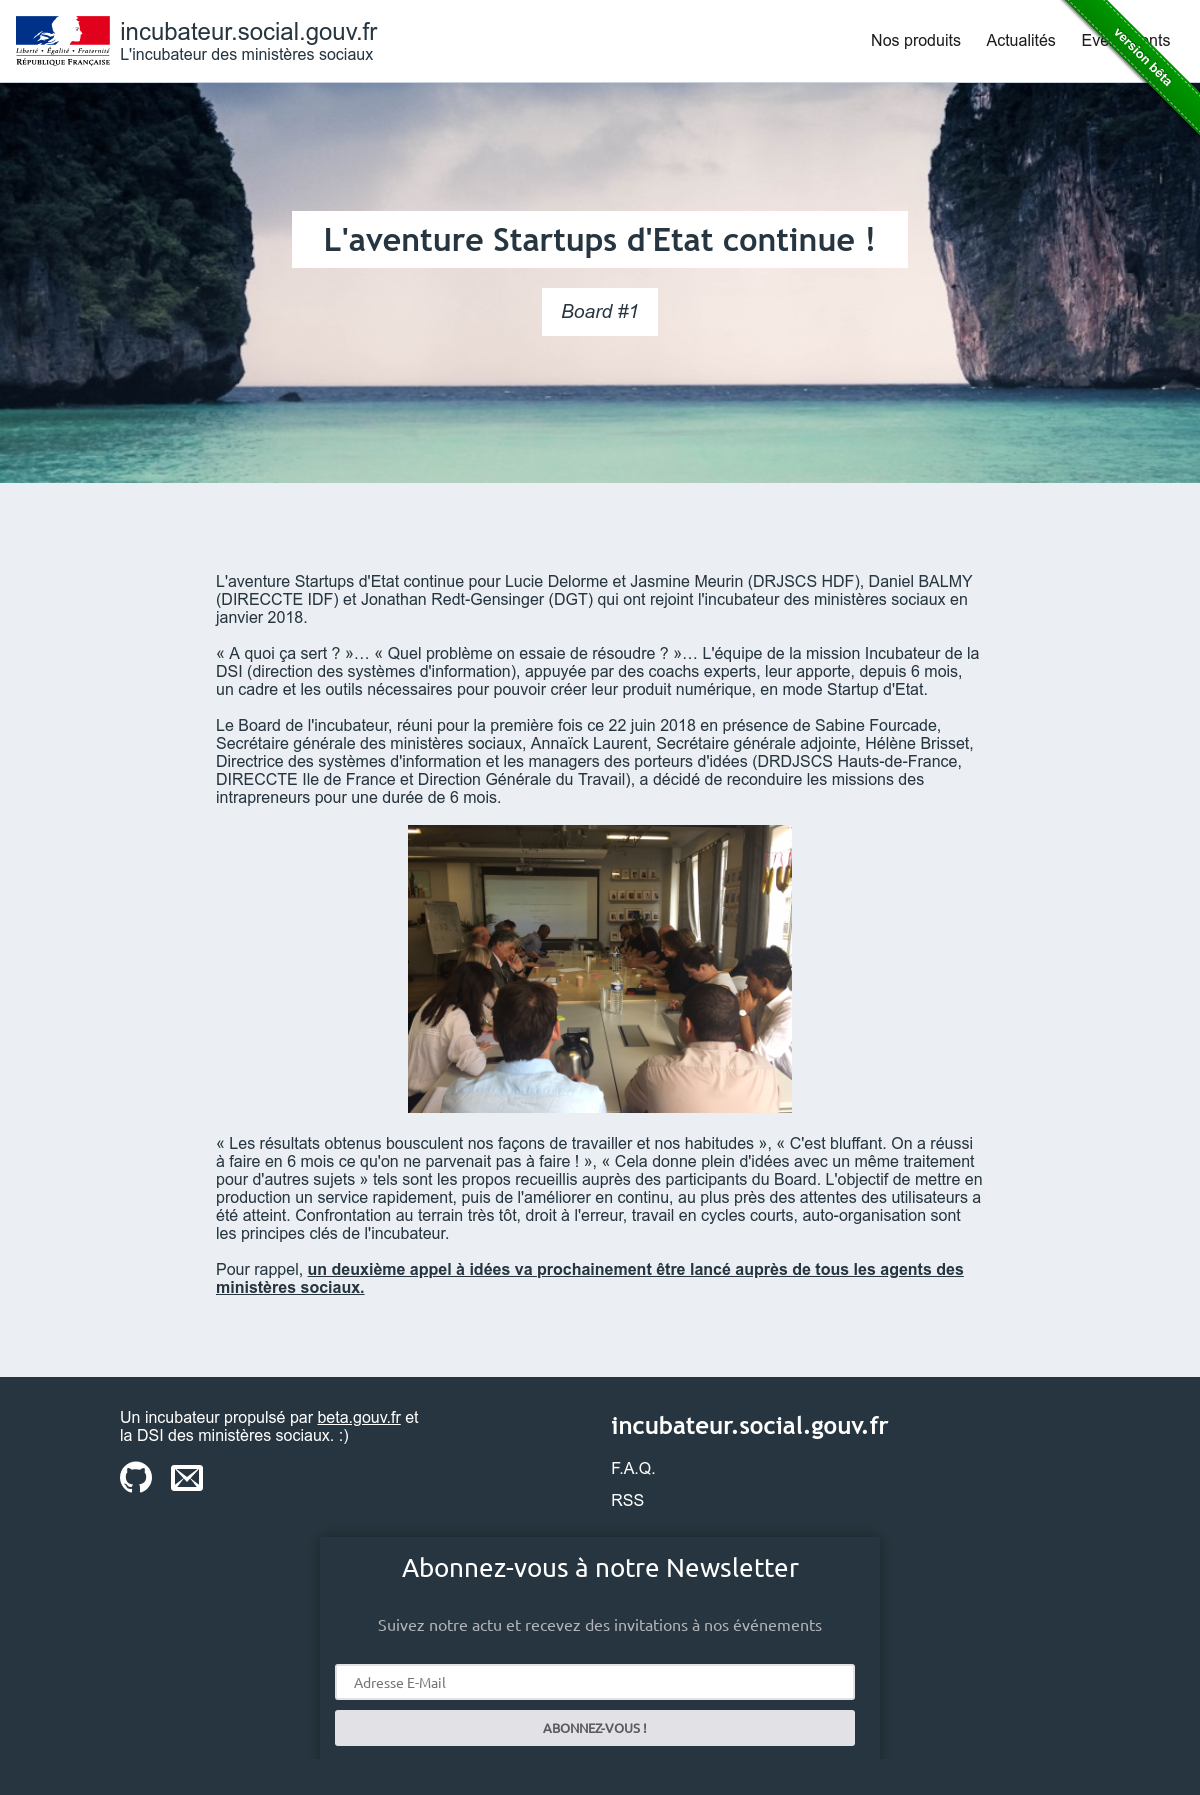 Liberté • Égalité • Fraternité
RÉPUBLIQUE FRANÇAISE
incubateur.social.gouv.fr
L'incubateur des ministères sociaux
Nos produits
Actualités
version bêta
L'aventure Startups d'Etat continue !
Board #1
L'aventure Startups d'Etat continue pour Lucie Delorme et Jasmine Meurin (DRJSCS HDF), Daniel BALMY
(DIRECCTE IDF) et Jonathan Redt-Gensinger (DGT) qui ont rejoint l'incubateur des ministères sociaux en
janvier 2018.
« A quoi ça sert ? »… « Quel problème on essaie de résoudre ? »… L'équipe de la mission Incubateur de la
DSI (direction des systèmes d'information), appuyée par des coachs experts, leur apporte, depuis 6 mois,
un cadre et les outils nécessaires pour pouvoir créer leur produit numérique, en mode Startup d'Etat.
Le Board de l'incubateur, réuni pour la première fois ce 22 juin 2018 en présence de Sabine Fourcade,
Secrétaire générale des ministères sociaux, Annaïck Laurent, Secrétaire générale adjointe, Hélène Brisset,
Directrice des systèmes d'information et les managers des porteurs d'idées (DRDJSCS Hauts-de-France,
DIRECCTE Ile de France et Direction Générale du Travail), a décidé de reconduire les missions des
intrapreneurs pour une durée de 6 mois.
« Les résultats obtenus bousculent nos façons de travailler et nos habitudes », « C'est bluffant. On a réussi
à faire en 6 mois ce qu'on ne parvenait pas à faire ! », « Cela donne plein d'idées avec un même traitement
pour d'autres sujets » tels sont les propos recueillis auprès des participants du Board. L'objectif de mettre en
production un service rapidement, puis de l'améliorer en continu, au plus près des attentes des utilisateurs a
été atteint. Confrontation au terrain très tôt, droit à l'erreur, travail en cycles courts, auto-organisation sont
les principes clés de l'incubateur.
Pour rappel, un deuxième appel à idées va prochainement être lancé auprès de tous les agents des
ministères sociaux.
Un incubateur propulsé par beta.gouv.fr et
la DSI des ministères sociaux. :)
incubateur.social.gouv.fr
F.A.Q.
RSS
Abonnez-vous à notre Newsletter
Suivez notre actu et recevez des invitations à nos événements
Adresse E-Mail
ABONNEZ-VOUS !